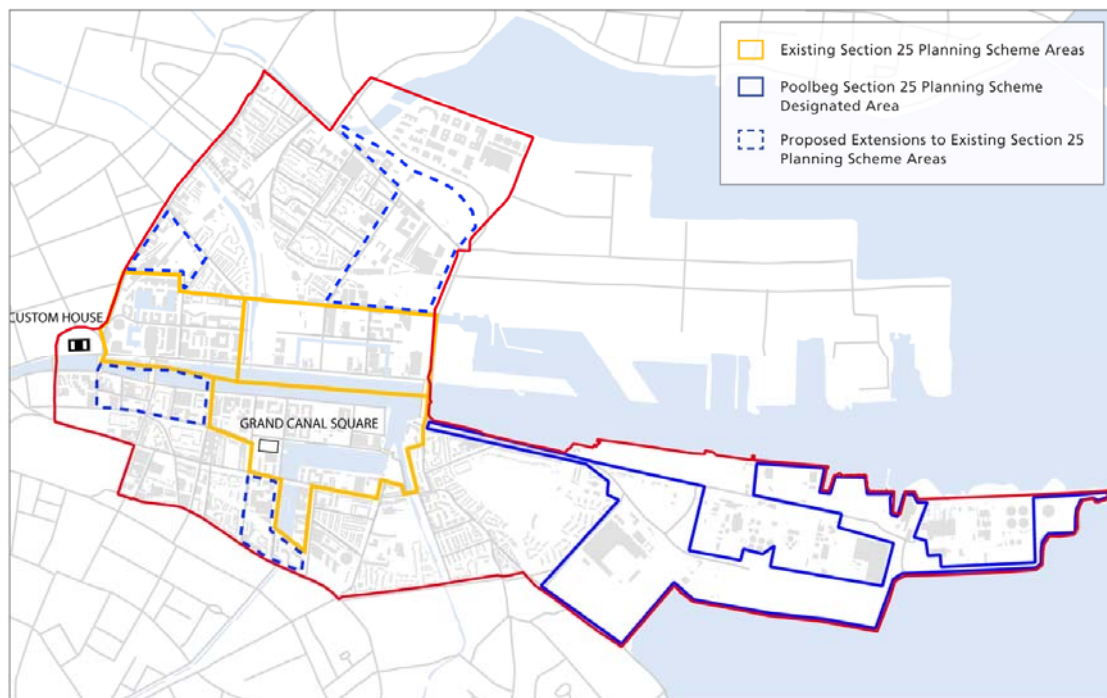 Existing Section 25 Planning Scheme Areas
Poolbeg Section 25 Planning Scheme
Designated Area
Proposed Extensions to Existing Section 25
Planning Scheme Areas
CUSTOM HOUSE
GRAND CANAL SQUARE